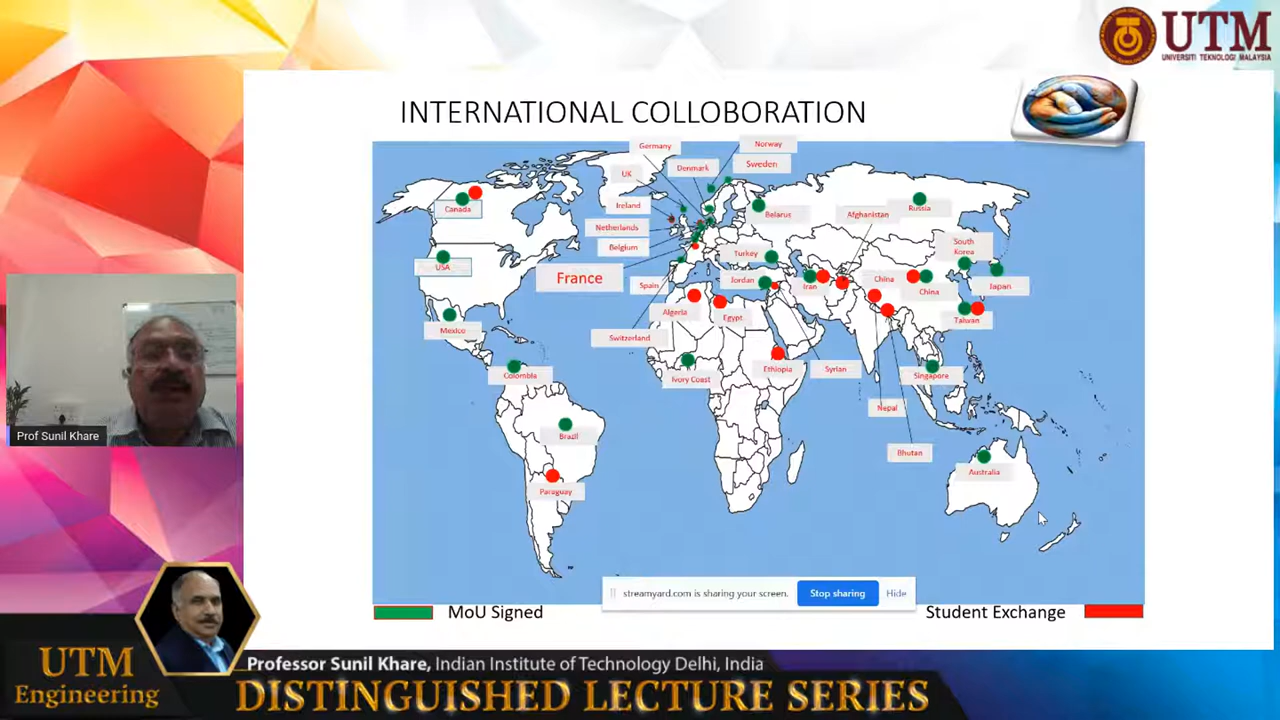 UTM
UNIVERSITI TEKNOLOGI MALAYSIA
INTERNATIONAL COLLOBORATION
Germany
Norway
UK
Denmark
Sweden
Ireland
Canada
Netherlands
Belarus
Afghanistan
Russia
Belgium
South
Korea
USA
France
Spain
Turkey
Jordan
Iran
China
China
Japan
Algeria
Egypt
Mexico
Switzerland
Taiwan
Colombia
Ivory Coast
Ethiopia
Syrian
Singapore
Nepal
Brazil
Bhutan
Paraguay
Australia
Prof Sunil Khare
streamyard.com is sharing your screen.
Stop sharing
Hide
MoU Signed
Student Exchange
UTM
Engineering
Professor Sunil Khare, Indian Institute of Technology Delhi, India
DISTINGUISHED LECTURE SERIES